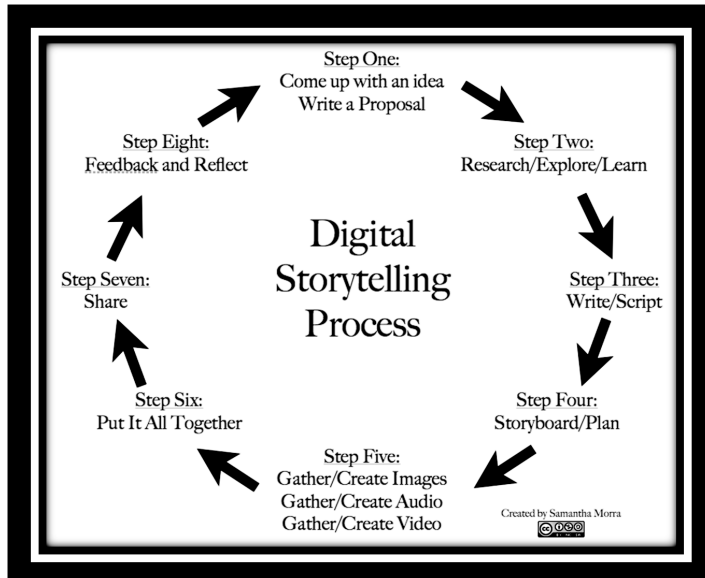 Step One:
Come up with an idea
Write a Proposal
Step Two:
Research/Explore/Learn
Step Three:
Write/Script
Step Four:
Storyboard/Plan
Step Five:
Gather/Create Images
Gather/Create Audio
Gather/Create Video
Step Six:
Put It All Together
Step Seven:
Share
Step Eight:
Feedback and Reflect
Digital
Storytelling
Process
Created by Samantha Morra